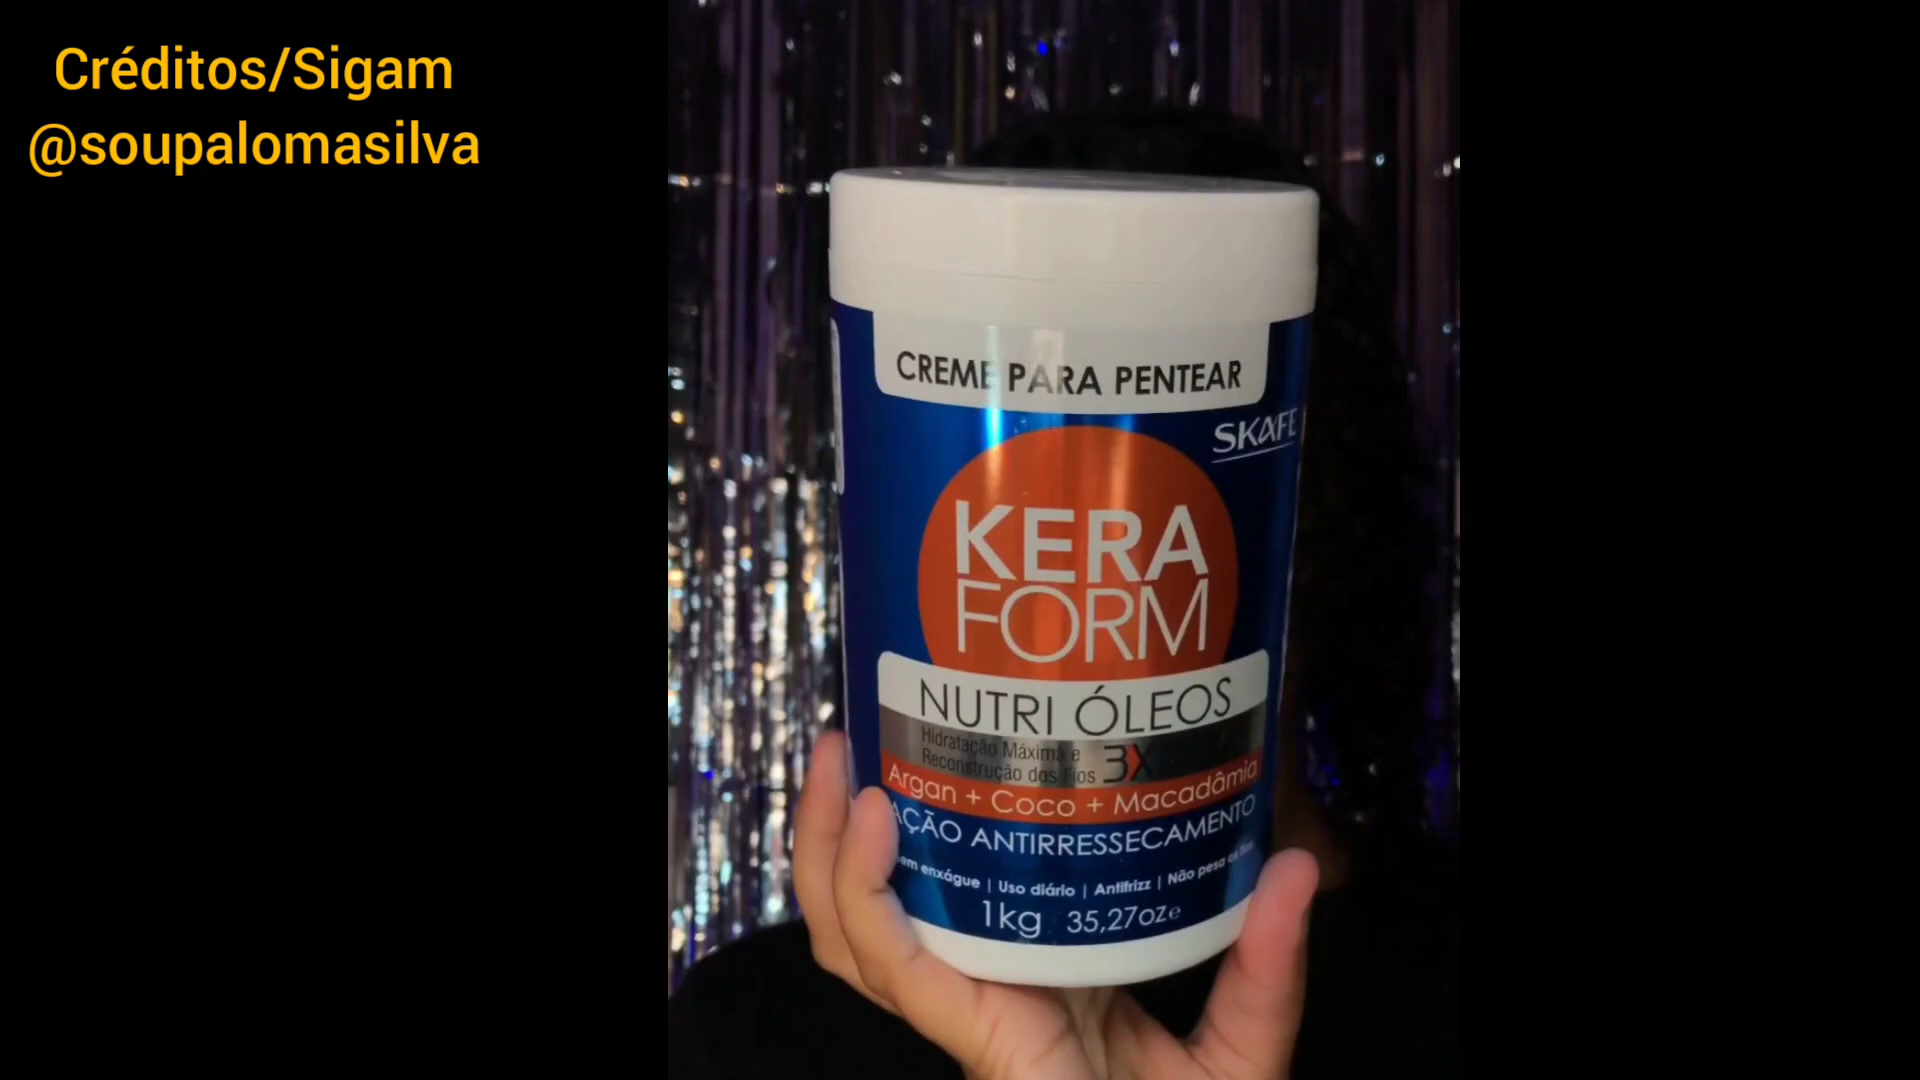 Créditos/Sigam
@soupalomasilva
CREME PARA PENTEAR
SKAFE
KERA
FORM
NUTRI ÓLEOS
Hidratação Máxima e
Reconstrução dos Fios 3X
Argan + Coco + Macadâmia
AÇÃO ANTIRRESSECAMENTO
enxágue | Uso diário | Antifrizz | Não pesa os fios
1kg 35,27oz℮